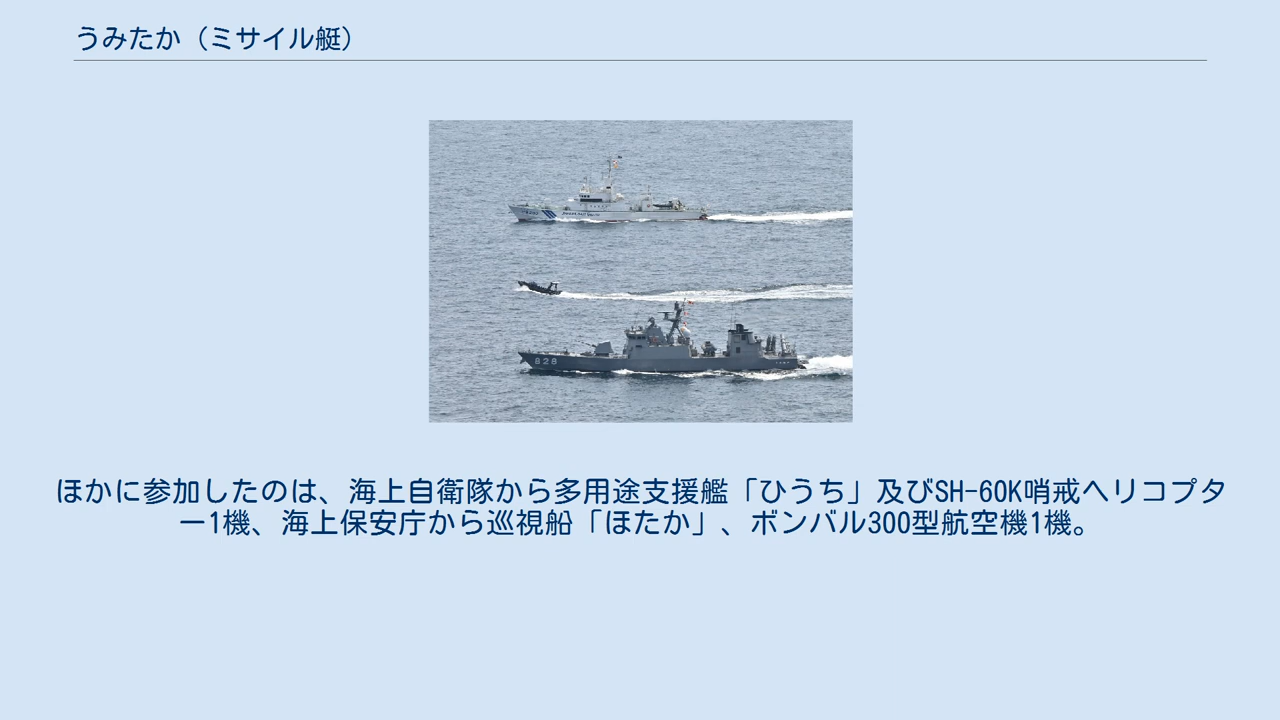 うみたか（ミサイル艇）
828
ほかに参加したのは、海上自衛隊から多用途支援艦「ひうち」及びSH-60K哨戒ヘリコプタ
ー1機、海上保安庁から巡視船「ほたか」、ボンバル300型航空機1機。